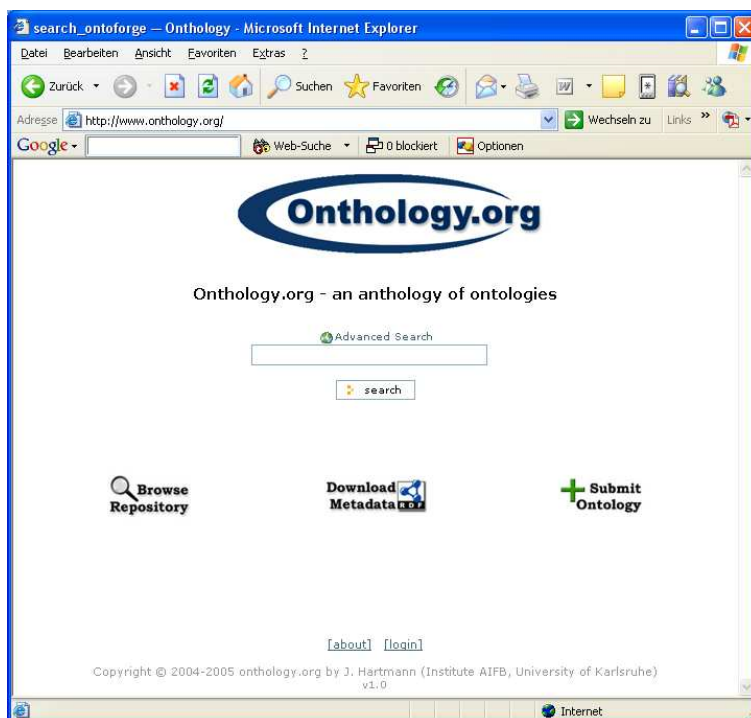 search_ontoforge — Onthology - Microsoft Internet Explorer
Datei Bearbeiten Ansicht Favoriten Extras ?
Zurück Suchen Favoriten
Adresse http://www.onthology.org/ Wechseln zu Links »
Google Web-Suche 0 blockiert Optionen
Onthology.org
Onthology.org - an anthology of ontologies
Advanced Search
search
Browse Repository
Download Metadata RDF
Submit Ontology
[about] [login]
Copyright © 2004-2005 onthology.org by J. Hartmann (Institute AIFB, University of Karlsruhe)
v1.0
Internet